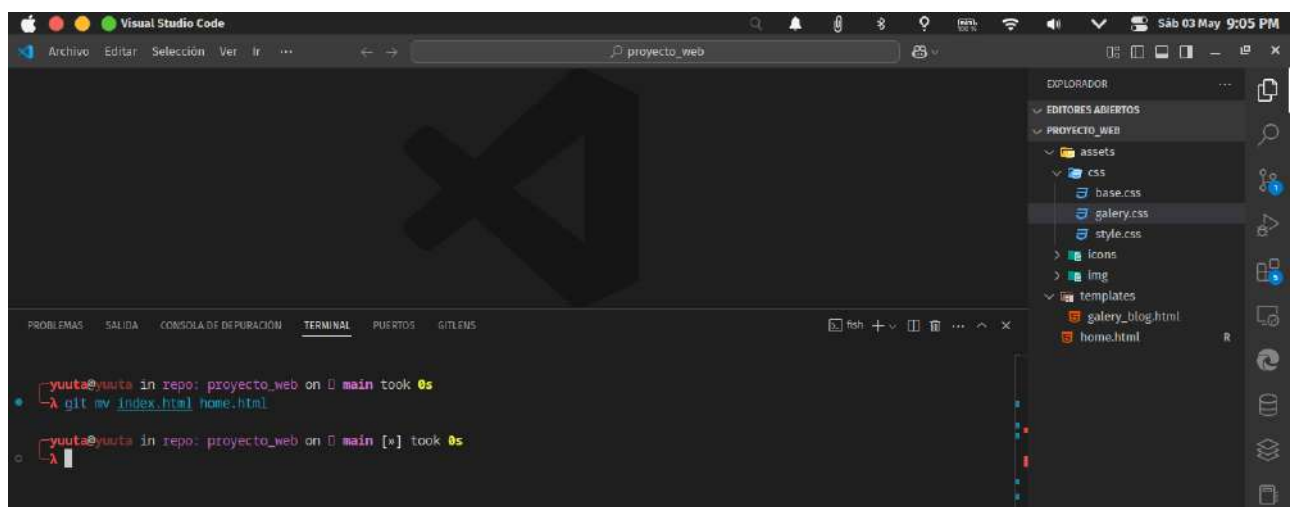 Visual Studio Code
Sáb 03 May 9:05 PM
Archivo Editar Selección Ver Ir ...
proyecto_web
EXPLORADOR
EDITORES ABIERTOS
PROYECTO_WEB
assets
css
base.css
galery.css
style.css
icons
img
templates
galery_blog.html
home.html R
PROBLEMAS SALIDA CONSOLA DE DEPURACIÓN TERMINAL PUERTOS GITLENS
fish
yuuta@yuuta in repo: proyecto_web on main took 0s
λ git mv index.html home.html
yuuta@yuuta in repo: proyecto_web on main [»] took 0s
λ